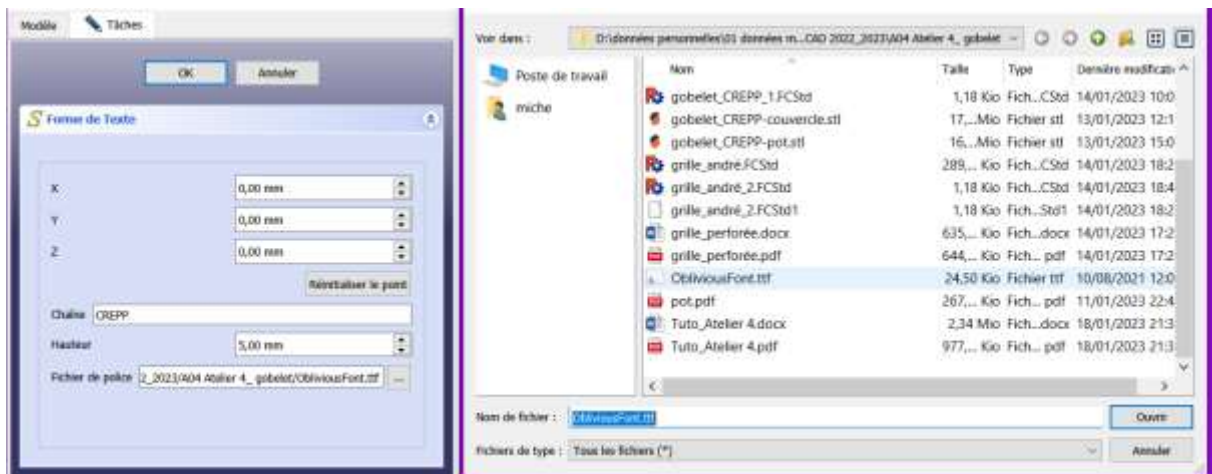 Modèle Tâches
OK Annuler
Forme de Texte
X 0,00 mm
Y 0,00 mm
Z 0,00 mm
Réinitialiser le point
Chaîne CREPP
Hauteur 5,00 mm
Fichier de police 2_2023/A04 Atelier 4_ gobelet/ObliviousFont.ttf ...
Voir dans : D:\données personnelles\01 données m...CAD 2022_2023\A04 Atelier 4_ gobelet
Poste de travail
miche
Nom Taille Type Dernière modificati
gobelet_CREPP_1.FCStd 1,18 Kio Fich...CStd 14/01/2023 10:0
gobelet_CREPP-couvercle.stl 17,...Mio Fichier stl 13/01/2023 12:1
gobelet_CREPP-pot.stl 16,...Mio Fichier stl 13/01/2023 15:0
grille_andré.FCStd 289,... Kio Fich...CStd 14/01/2023 18:2
grille_andré_2.FCStd 1,18 Kio Fich...CStd 14/01/2023 18:4
grille_andré_2.FCStd1 1,18 Kio Fich...Std1 14/01/2023 18:2
grille_perforée.docx 635,... Kio Fich...docx 14/01/2023 17:2
grille_perforée.pdf 644,... Kio Fich... pdf 14/01/2023 17:2
ObliviousFont.ttf 24,50 Kio Fichier ttf 10/08/2021 12:0
pot.pdf 267,... Kio Fich... pdf 11/01/2023 22:4
Tuto_Atelier 4.docx 2,34 Mio Fich...docx 18/01/2023 21:3
Tuto_Atelier 4.pdf 977,... Kio Fich... pdf 18/01/2023 21:3
Nom de fichier : ObliviousFont.ttf Ouvrir
Fichiers de type : Tous les fichiers (*) Annuler